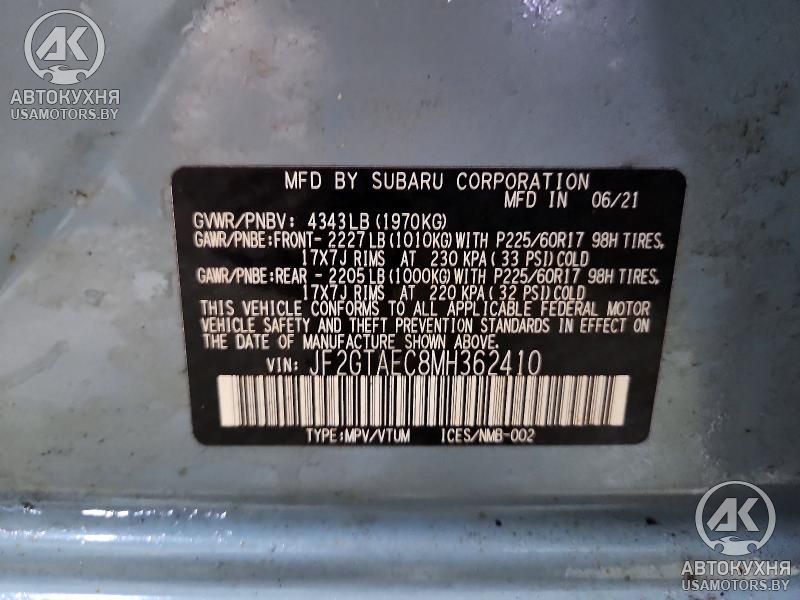 АК
АВТОКУХНЯ
USAMOTORS.BY
MFD BY SUBARU CORPORATION
MFD IN 06/21
GVWR/PNBV: 4343LB(1970KG)
GAWR/PNBE:FRONT-2227LB(1010KG)WITH P225/60R17 98H TIRES,
17X7J RIMS AT 230 KPA(33 PSI)COLD
GAWR/PNBE:REAR -2205LB(1000KG)WITH P225/60R17 98H TIRES,
17X7J RIMS AT 220 KPA(32 PSI)COLD
THIS VEHICLE CONFORMS TO ALL APPLICABLE FEDERAL MOTOR
VEHICLE SAFETY AND THEFT PREVENTION STANDARDS IN EFFECT ON
THE DATE OF MANUFACTURE SHOWN ABOVE.
VIN: JF2GTAEC8MH362410
TYPE:MPV/VTUM ICES/NMB-002
АК
АВТОКУХНЯ
USAMOTORS.BY